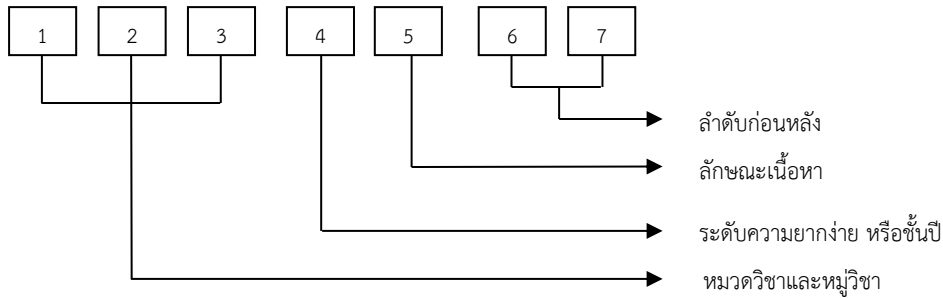 1 2 3 4 5 6 7
ลำดับก่อนหลัง
ลักษณะเนื้อหา
ระดับความยากง่าย หรือชั้นปี
หมวดวิชาและหมู่วิชา